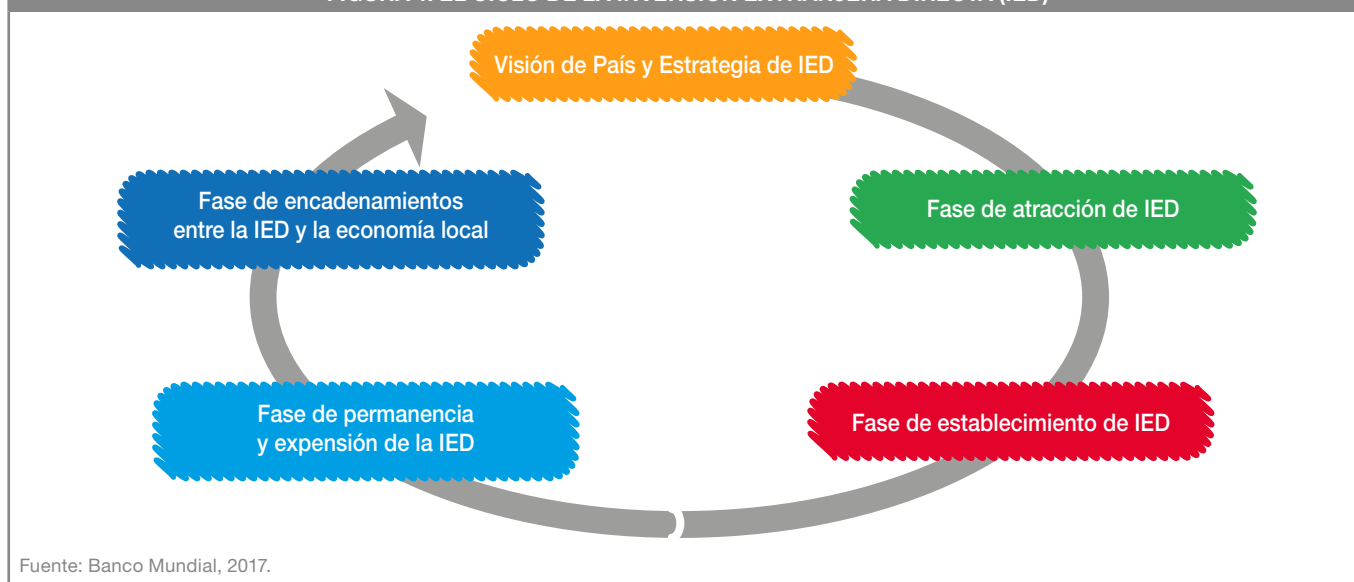 Visión de País y Estrategia de IED
Fase de atracción de IED
Fase de establecimiento de IED
Fase de permanencia
y expensión de la IED
Fase de encadenamientos
entre la IED y la economía local
Fuente: Banco Mundial, 2017.